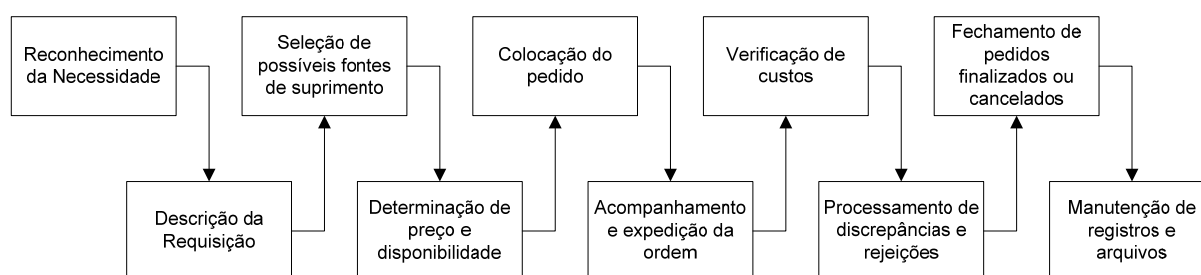 Reconhecimento
da Necessidade
Descrição da
Requisição
Seleção de
possíveis fontes
de suprimento
Determinação de
preço e
disponibilidade
Colocação do
pedido
Acompanhamento
e expedição da
ordem
Verificação de
custos
Processamento de
discrepâncias e
rejeições
Fechamento de
pedidos
finalizados ou
cancelados
Manutenção de
registros e
arquivos